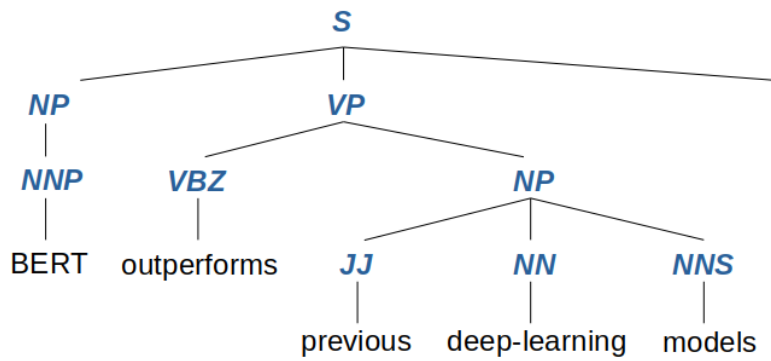 S
NP VP
NNP VBZ NP
BERT outperforms JJ NN NNS
previous deep-learning models